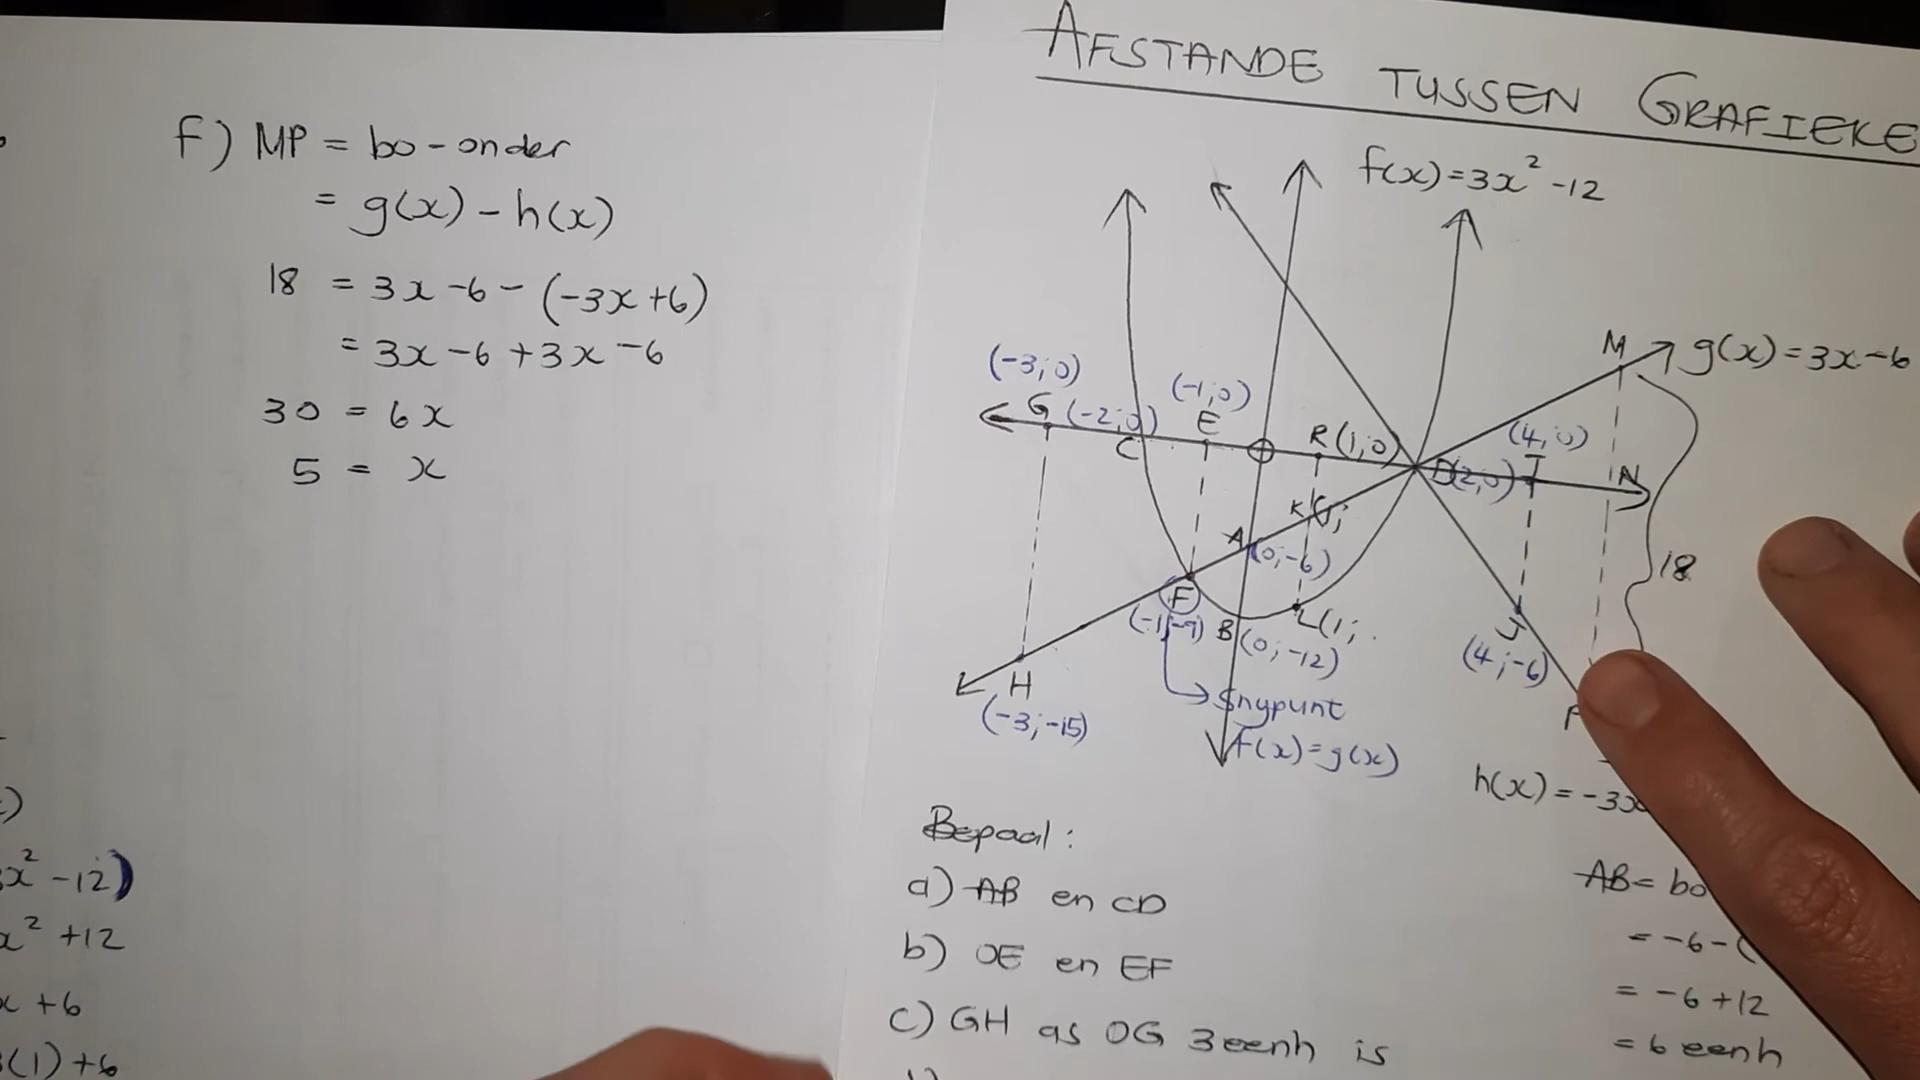 f) MP = bo - onder
= g(x) - h(x)
18 = 3x - 6 - (-3x + 6)
= 3x - 6 + 3x - 6
30 = 6x
5 = x
x² - 12)
x² + 12
x + 6
(1) + 6
AFSTANDE TUSSEN GRAFIEKE
f(x) = 3x² - 12
M
g(x) = 3x - 6
(-3; 0)
(-1; 0)
G (-2; 0) E
C
R (1; 0)
(4; 0)
D(2; 0)
N
K (1;
A
(0; -6)
18
F
(-1; -9)
B (0; -12)
L (1;
J
(4; -6)
H
(-3; -15)
Snypunt
f(x) = g(x)
h(x) = -3x
Bepaal:
a) AB en CD
b) OE en EF
c) GH as OG 3eenh is
AB = bo
= -6 - (
= -6 + 12
= 6 eenh